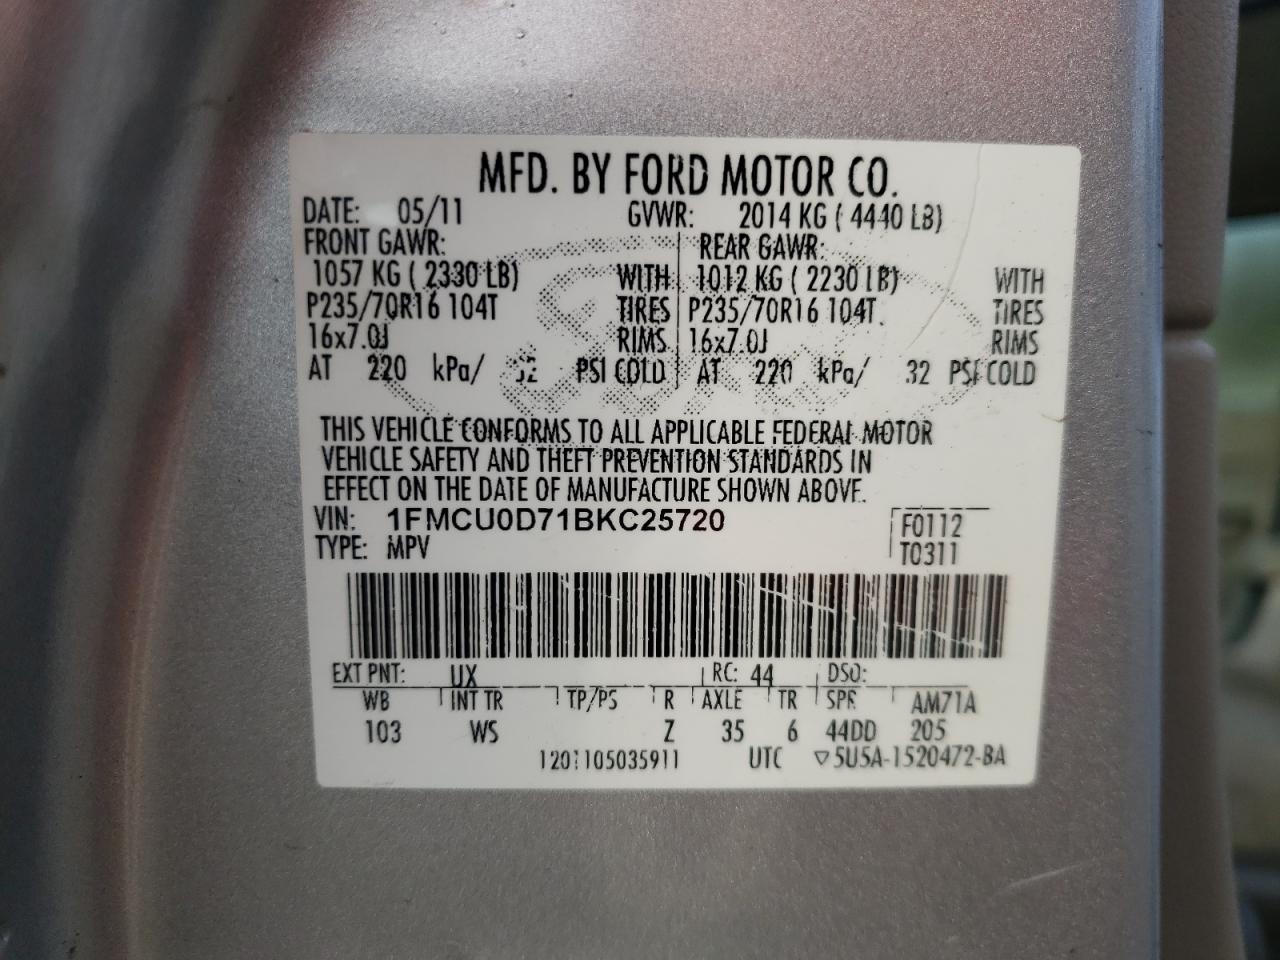 MFD. BY FORD MOTOR CO.
DATE: 05/11 GVWR: 2014 KG ( 4440 LB)
FRONT GAWR: REAR GAWR:
1057 KG ( 2330 LB) WITH 1012 KG ( 2230 LB) WITH
P235/70R16 104T TIRES P235/70R16 104T TIRES
16x7.0J RIMS 16x7.0J RIMS
AT 220 kPa/ 32 PSI COLD AT 220 kPa/ 32 PSI COLD
THIS VEHICLE CONFORMS TO ALL APPLICABLE FEDERAL MOTOR
VEHICLE SAFETY AND THEFT PREVENTION STANDARDS IN
EFFECT ON THE DATE OF MANUFACTURE SHOWN ABOVE.
VIN: 1FMCU0D71BKC25720 F0112
TYPE: MPV T0311
EXT PNT: UX RC: 44 DSO:
WB INT TR TP/PS R AXLE TR SPR AM71A
103 WS Z 35 6 44DD 205
1201105035911 UTC ▽5U5A-1520472-BA